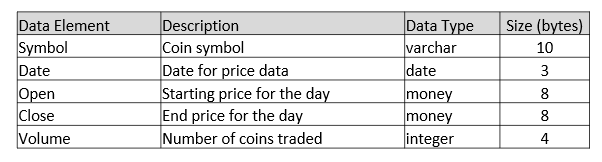 Data Element Description Data Type Size (bytes)
Symbol Coin symbol varchar 10
Date Date for price data date 3
Open Starting price for the day money 8
Close End price for the day money 8
Volume Number of coins traded integer 4